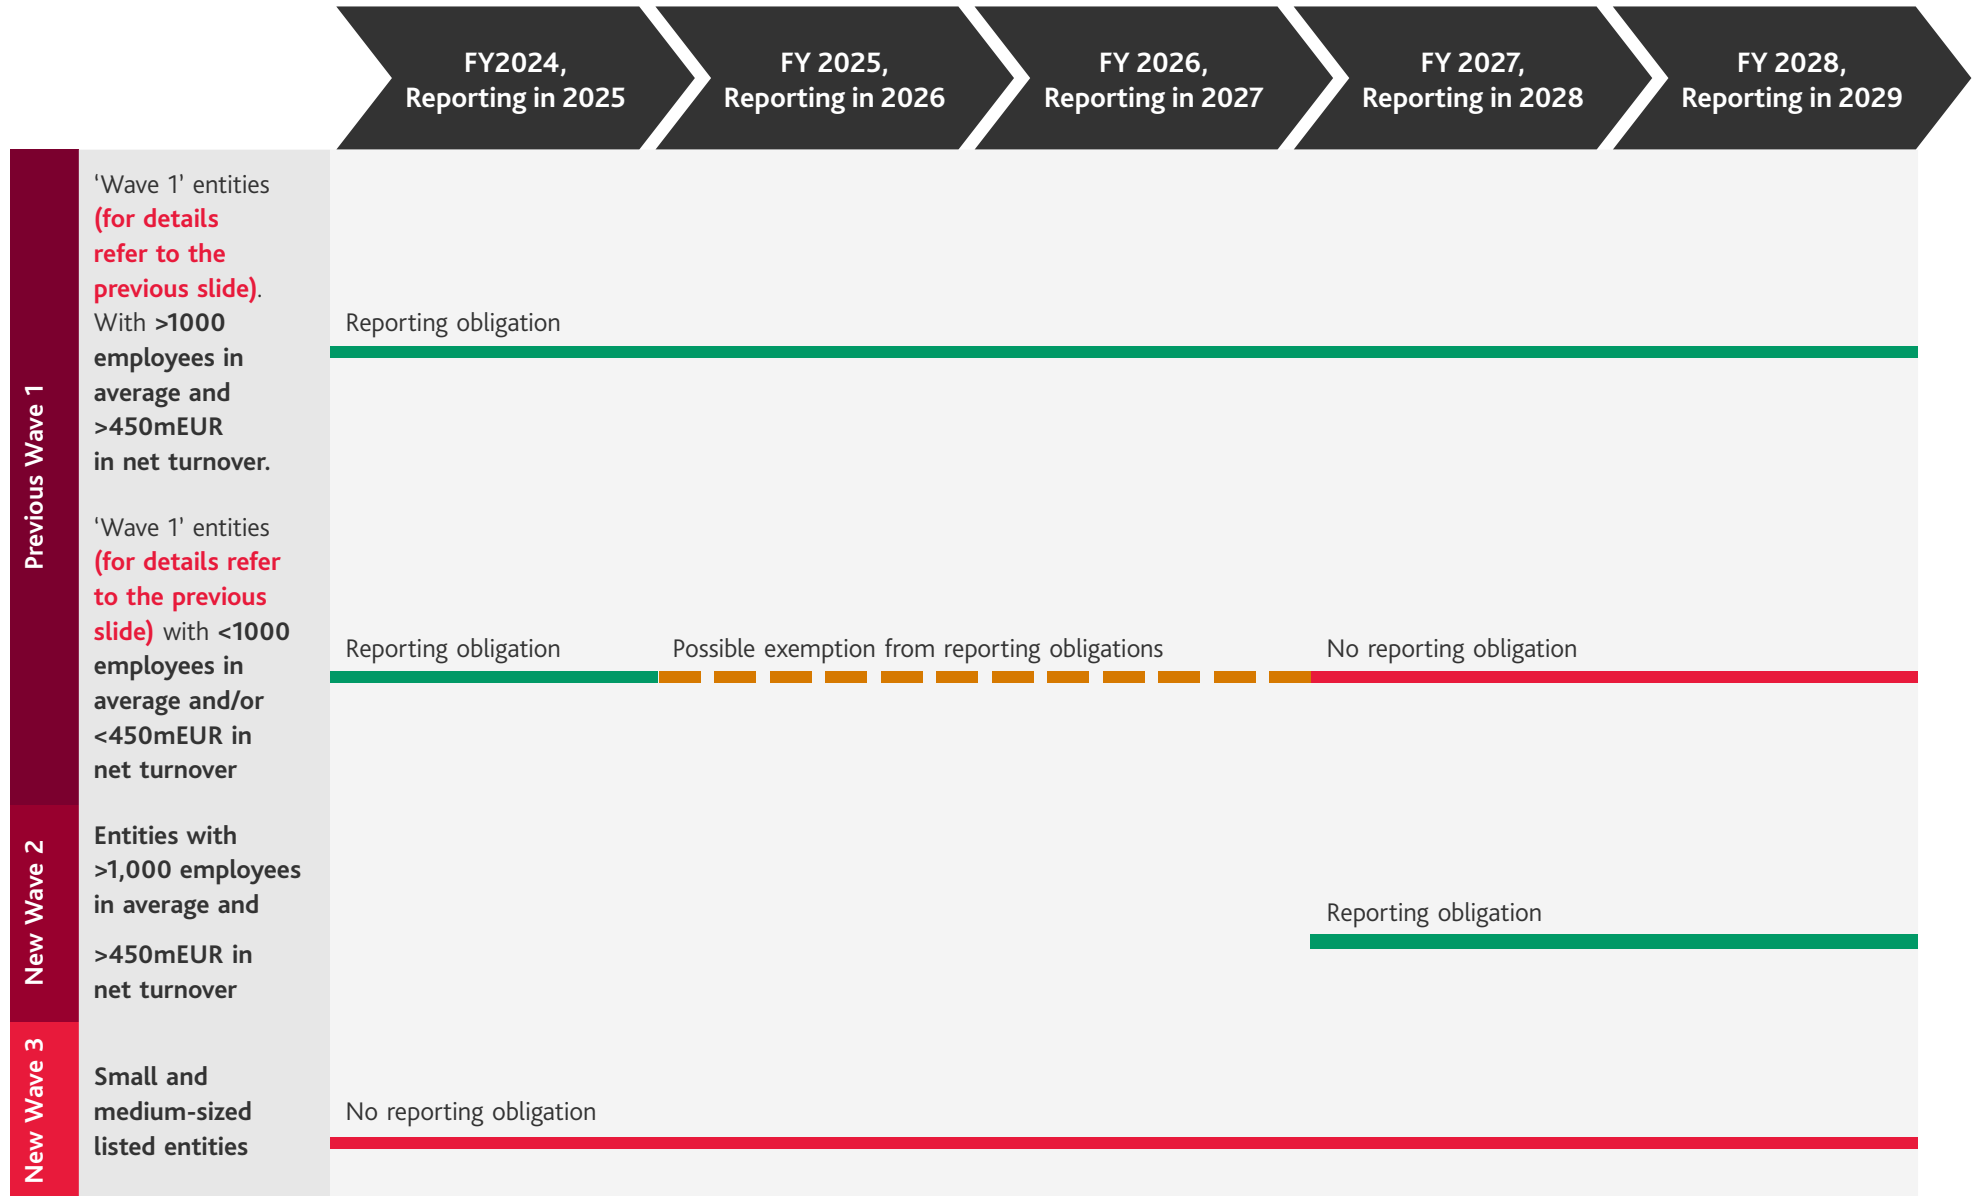 FY2024,
Reporting in 2025
FY 2025,
Reporting in 2026
FY 2026,
Reporting in 2027
FY 2027,
Reporting in 2028
FY 2028,
Reporting in 2029
Previous Wave 1
‘Wave 1’ entities
(for details
refer to the
previous slide).
With >1000
employees in
average and
>450mEUR
in net turnover.
Reporting obligation
‘Wave 1’ entities
(for details refer
to the previous
slide) with <1000
employees in
average and/or
<450mEUR in
net turnover
Reporting obligation
Possible exemption from reporting obligations
No reporting obligation
New Wave 2
Entities with
>1,000 employees
in average and
>450mEUR in
net turnover
Reporting obligation
New Wave 3
Small and
medium-sized
listed entities
No reporting obligation